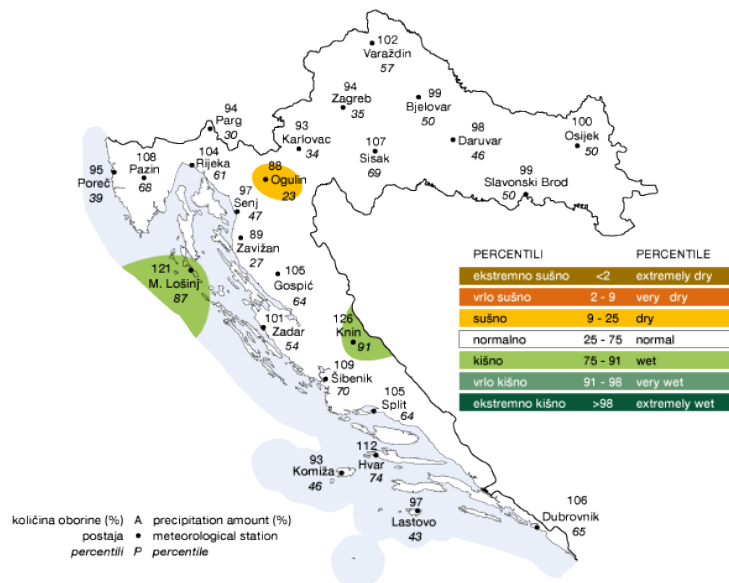 102
Varaždin
57
94
Zagreb
35
99
Bjelovar
50
94
Parg
30
93
Karlovac
34
98
Daruvar
46
100
Osijek
50
107
Sisak
69
104
Rijeka
61
108
Pazin
68
95
Poreč
39
88
Ogulin
23
99
Slavonski Brod
50
97
Senj
47
89
Zavižan
27
121
M. Lošinj
87
105
Gospić
64
101
Zadar
54
126
Knin
91
109
Šibenik
70
105
Split
64
112
Hvar
74
93
Komiža
46
97
Lastovo
43
106
Dubrovnik
65
PERCENTILI PERCENTILE
ekstremno sušno <2 extremely dry
vrlo sušno 2 - 9 very dry
sušno 9 - 25 dry
normalno 25 - 75 normal
kišno 75 - 91 wet
vrlo kišno 91 - 98 very wet
ekstremno kišno >98 extremely wet
količina oborine (%) A precipitation amount (%)
postaja meteorological station
percentili P percentile